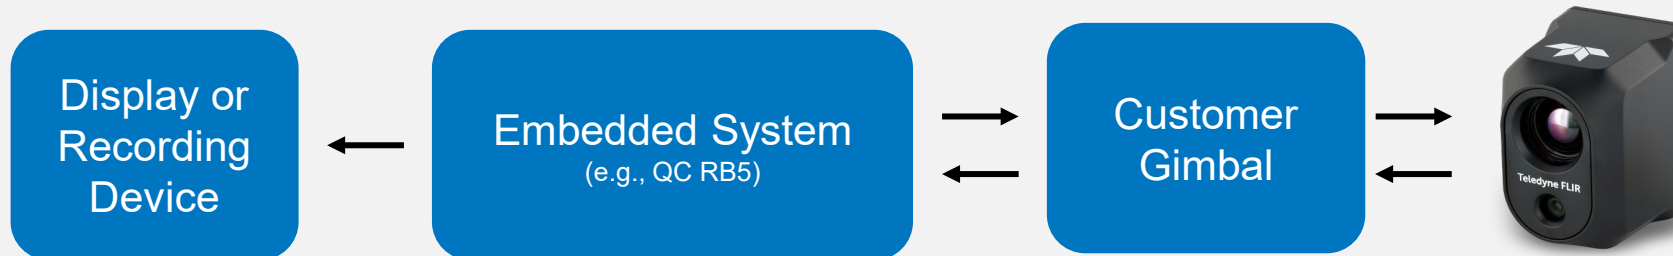 Display or
Recording
Device
Embedded System
(e.g., QC RB5)
Customer
Gimbal
Teledyne FLIR